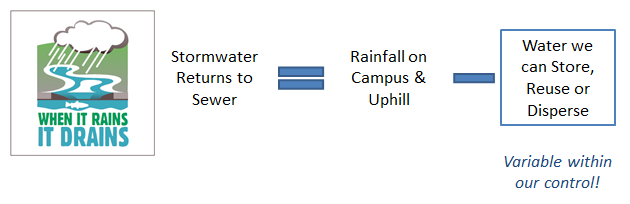 WHEN IT RAINS
IT DRAINS
Stormwater
Returns to
Sewer
Rainfall on
Campus &
Uphill
Water we
can Store,
Reuse or
Disperse
Variable within
our control!